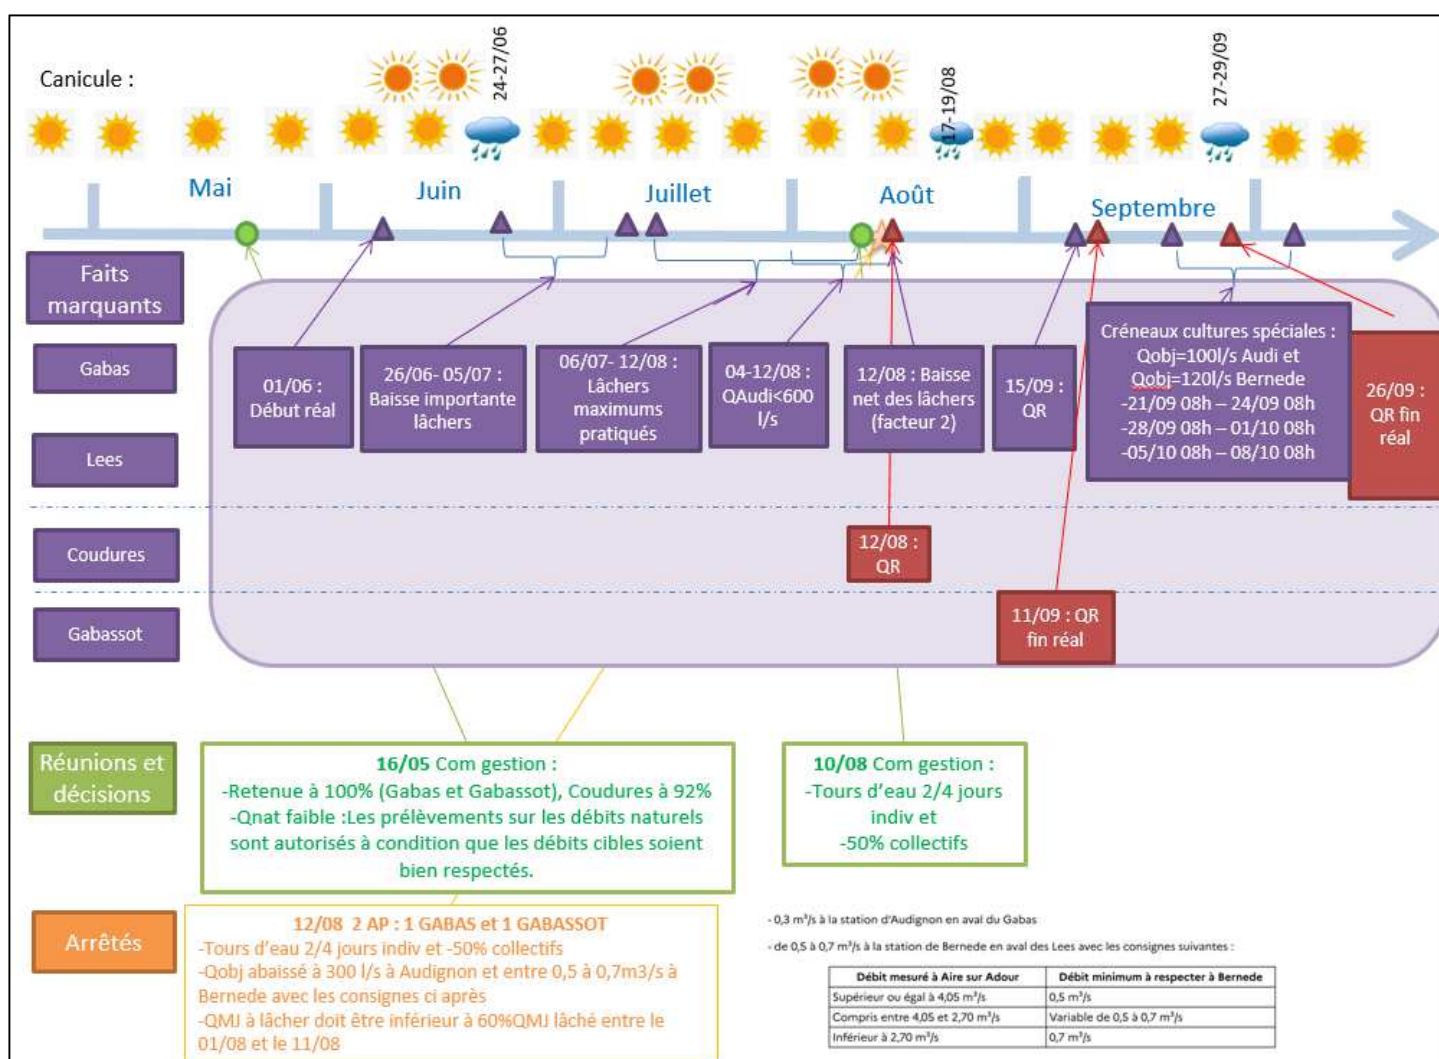 Canicule :
24-27/06
17-19/08
27-29/09
Mai
Juin
Juillet
Août
Septembre
Faits
marquants
Gabas
Lees
Coudures
Gabassot
01/06 :
Début réal
26/06- 05/07 :
Baisse importante
lâchers
06/07- 12/08 :
Lâchers
maximums
pratiqués
04-12/08 :
QAudi<600
l/s
12/08 : Baisse
net des lâchers
(facteur 2)
15/09 :
QR
Créneaux cultures spéciales :
Qobj=100l/s Audi et
Qobj=120l/s Bernede
-21/09 08h – 24/09 08h
-28/09 08h – 01/10 08h
-05/10 08h – 08/10 08h
26/09 :
QR fin
réal
12/08 :
QR
11/09 : QR
fin réal
Réunions et
décisions
16/05 Com gestion :
-Retenue à 100% (Gabas et Gabassot), Coudures à 92%
-Qnat faible :Les prélèvements sur les débits naturels
sont autorisés à condition que les débits cibles soient
bien respectés.
10/08 Com gestion :
-Tours d'eau 2/4 jours
indiv et
-50% collectifs
Arrêtés
12/08 2 AP : 1 GABAS et 1 GABASSOT
-Tours d'eau 2/4 jours indiv et -50% collectifs
-Qobj abaissé à 300 l/s à Audignon et entre 0,5 à 0,7m3/s à
Bernede avec les consignes ci après
-QMJ à lâcher doit être inférieur à 60%QMJ lâché entre le
01/08 et le 11/08
- 0,3 m³/s à la station d'Audignon en aval du Gabas
- de 0,5 à 0,7 m³/s à la station de Bernede en aval des Lees avec les consignes suivantes :
Débit mesuré à Aire sur Adour Débit minimum à respecter à Bernede
Supérieur ou égal à 4,05 m³/s 0,5 m³/s
Compris entre 4,05 et 2,70 m³/s Variable de 0,5 à 0,7 m³/s
Inférieur à 2,70 m³/s 0,7 m³/s